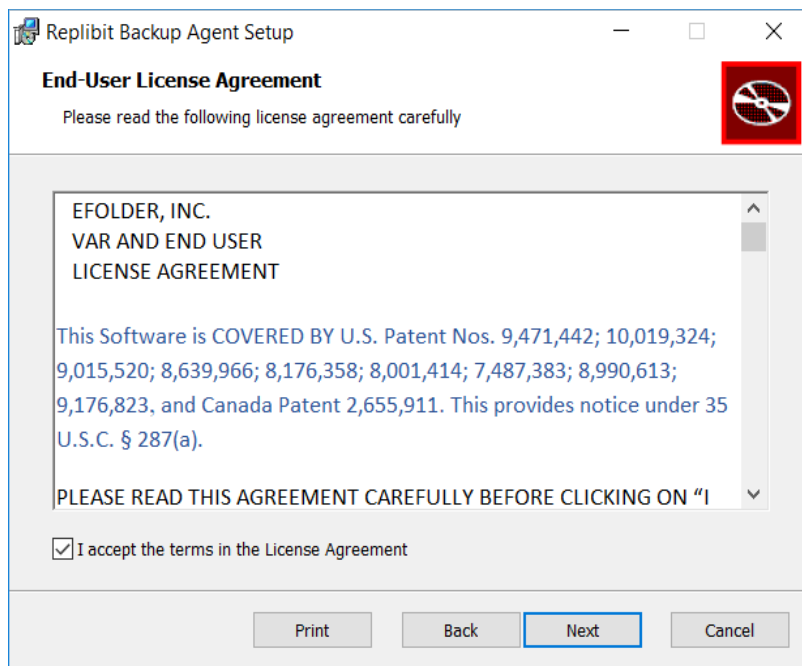 Replibit Backup Agent Setup
End-User License Agreement
Please read the following license agreement carefully
EFOLDER, INC.
VAR AND END USER
LICENSE AGREEMENT
This Software is COVERED BY U.S. Patent Nos. 9,471,442; 10,019,324;
9,015,520; 8,639,966; 8,176,358; 8,001,414; 7,487,383; 8,990,613;
9,176,823, and Canada Patent 2,655,911. This provides notice under 35
U.S.C. § 287(a).
PLEASE READ THIS AGREEMENT CAREFULLY BEFORE CLICKING ON “I
I accept the terms in the License Agreement
Print Back Next Cancel